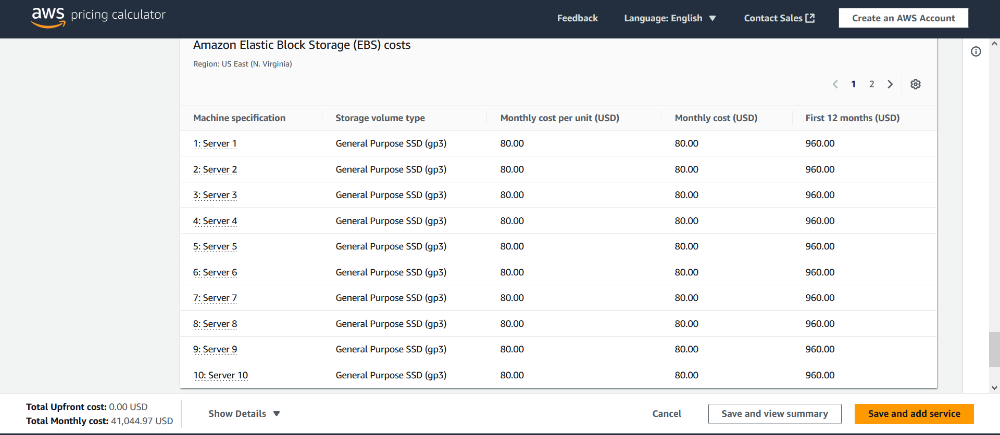 aws pricing calculator
Feedback
Language: English
Contact Sales
Create an AWS Account
Amazon Elastic Block Storage (EBS) costs
Region: US East (N. Virginia)
1 2
Machine specification Storage volume type Monthly cost per unit (USD) Monthly cost (USD) First 12 months (USD)
1: Server 1 General Purpose SSD (gp3) 80.00 80.00 960.00
2: Server 2 General Purpose SSD (gp3) 80.00 80.00 960.00
3: Server 3 General Purpose SSD (gp3) 80.00 80.00 960.00
4: Server 4 General Purpose SSD (gp3) 80.00 80.00 960.00
5: Server 5 General Purpose SSD (gp3) 80.00 80.00 960.00
6: Server 6 General Purpose SSD (gp3) 80.00 80.00 960.00
7: Server 7 General Purpose SSD (gp3) 80.00 80.00 960.00
8: Server 8 General Purpose SSD (gp3) 80.00 80.00 960.00
9: Server 9 General Purpose SSD (gp3) 80.00 80.00 960.00
10: Server 10 General Purpose SSD (gp3) 80.00 80.00 960.00
Total Upfront cost: 0.00 USD
Total Monthly cost: 41,044.97 USD
Show Details
Cancel
Save and view summary
Save and add service